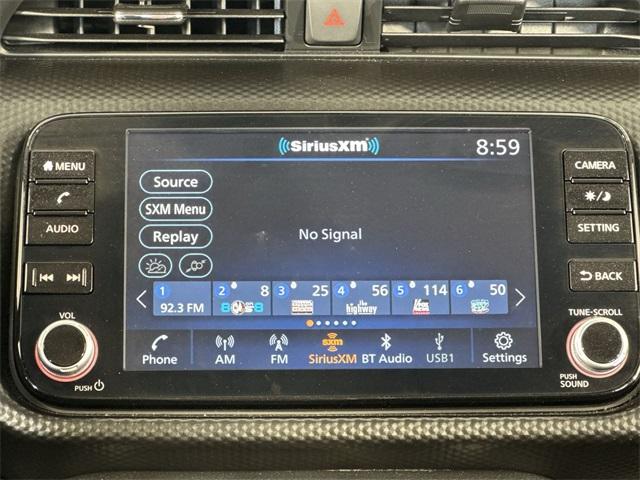 SiriusXM
8:59
MENU
AUDIO
VOL
PUSH
Source
SXM Menu
Replay
No Signal
1 92.3 FM
2 8 80s8
3 25
4 56 the highway
5 114
6 50
Phone
AM
FM
sxm SiriusXM
BT Audio
USB1
Settings
CAMERA
SETTING
BACK
TUNE-SCROLL
PUSH SOUND